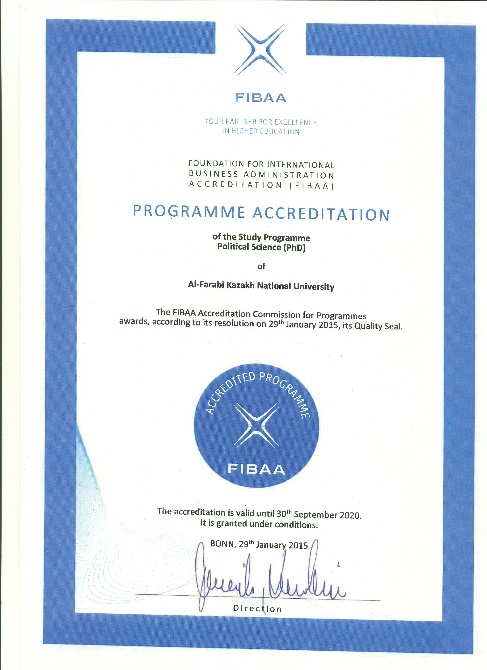 FIBAA
YOUR PARTNER FOR EXCELLENCE
IN HIGHER EDUCATION
FOUNDATION FOR INTERNATIONAL
BUSINESS ADMINISTRATION
ACCREDITATION (FIBAA)
PROGRAMME ACCREDITATION
of the Study Programme
Political Science (PhD)
of
Al-Farabi Kazakh National University
The FIBAA Accreditation Commission for Programmes
awards, according to its resolution on 29th January 2015, its Quality Seal.
ACCREDITED PROGRAMME
FIBAA
The accreditation is valid until 30th September 2020.
It is granted under conditions.
BONN, 29th January 2015
Direction